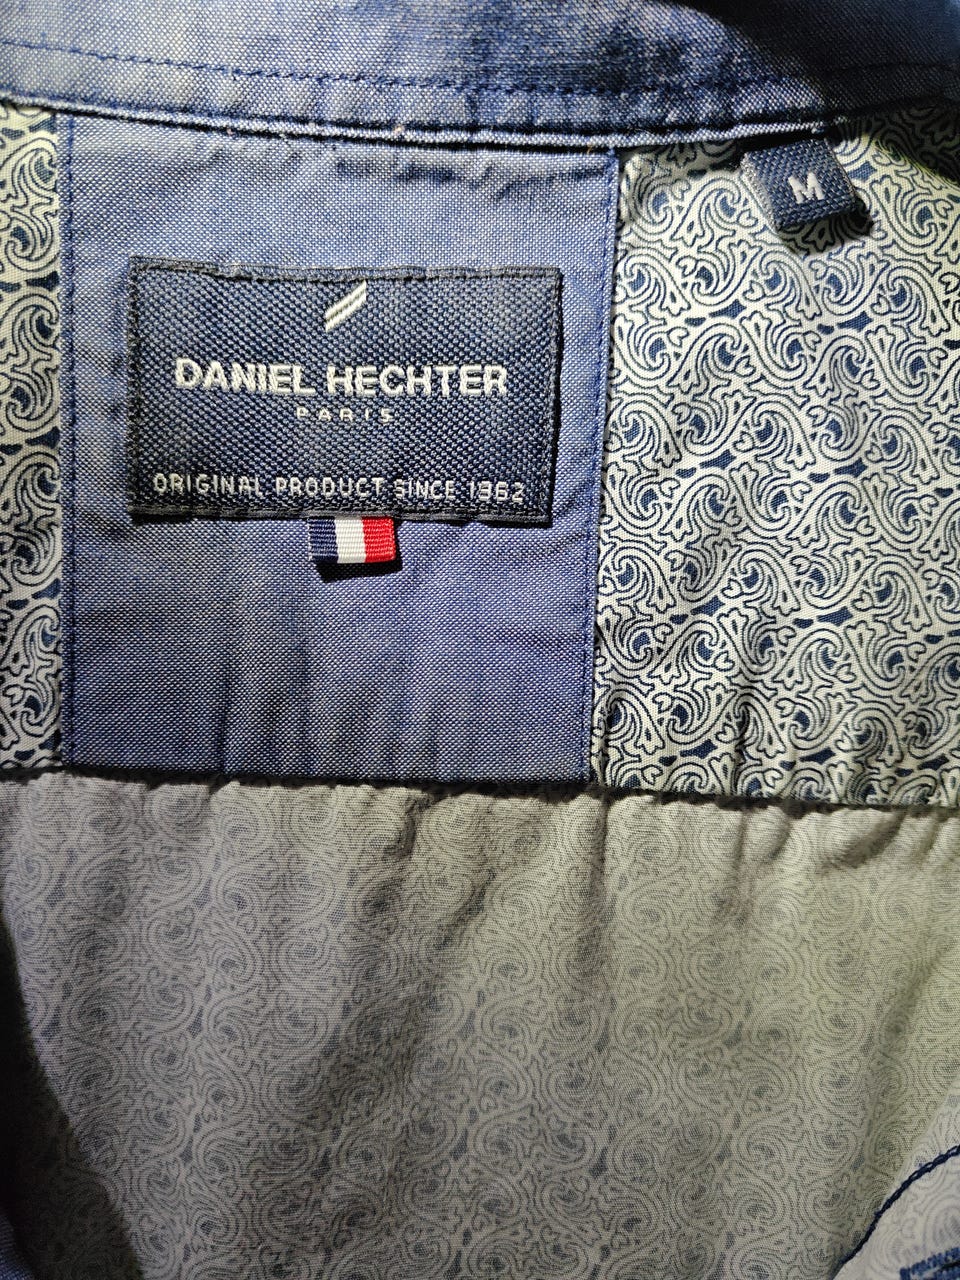 M
DANIEL HECHTER
PARIS
ORIGINAL PRODUCT SINCE 1962